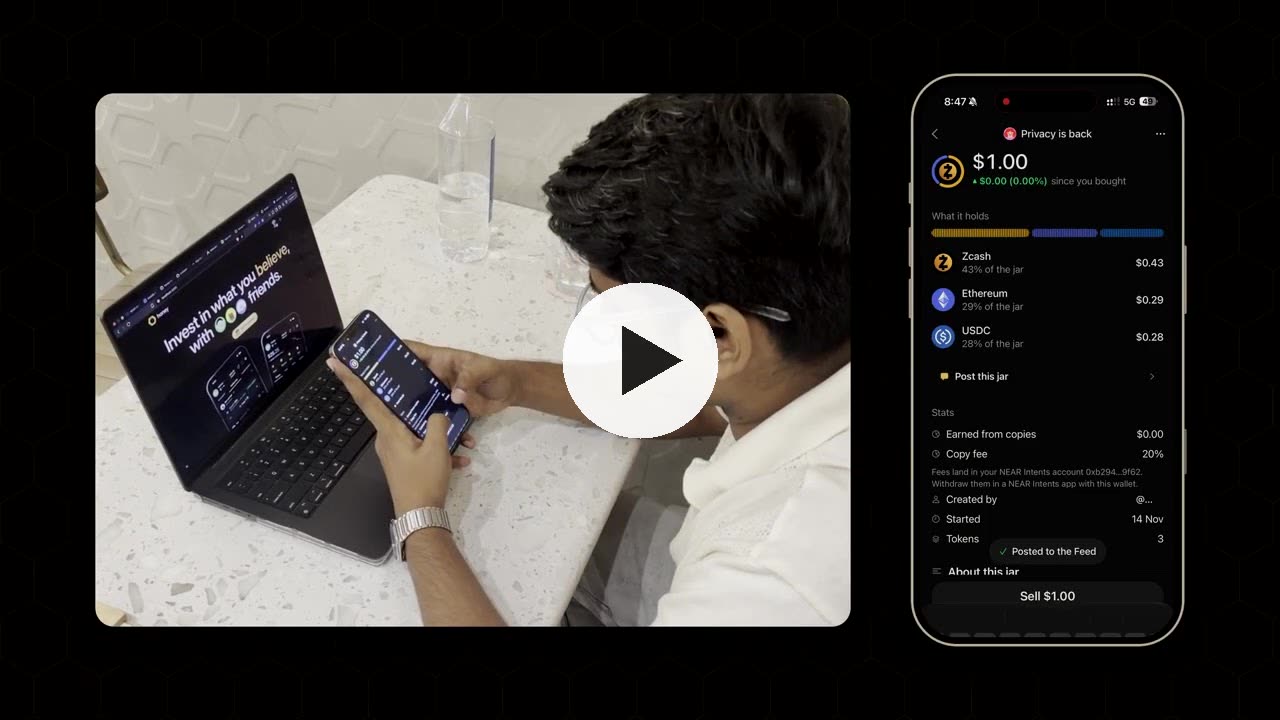 Invest in what you believe,
with friends.
8:47
5G 49
Privacy is back
$1.00
$0.00 (0.00%) since you bought
What it holds
Zcash
43% of the jar
$0.43
Ethereum
29% of the jar
$0.29
USDC
28% of the jar
$0.28
Post this jar
Stats
Earned from copies $0.00
Copy fee 20%
Fees land in your NEAR Intents account 0xb294...9f62.
Withdraw them in a NEAR Intents app with this wallet.
Created by @...
Started 14 Nov
Tokens 3
Posted to the Feed
About this jar
Sell $1.00